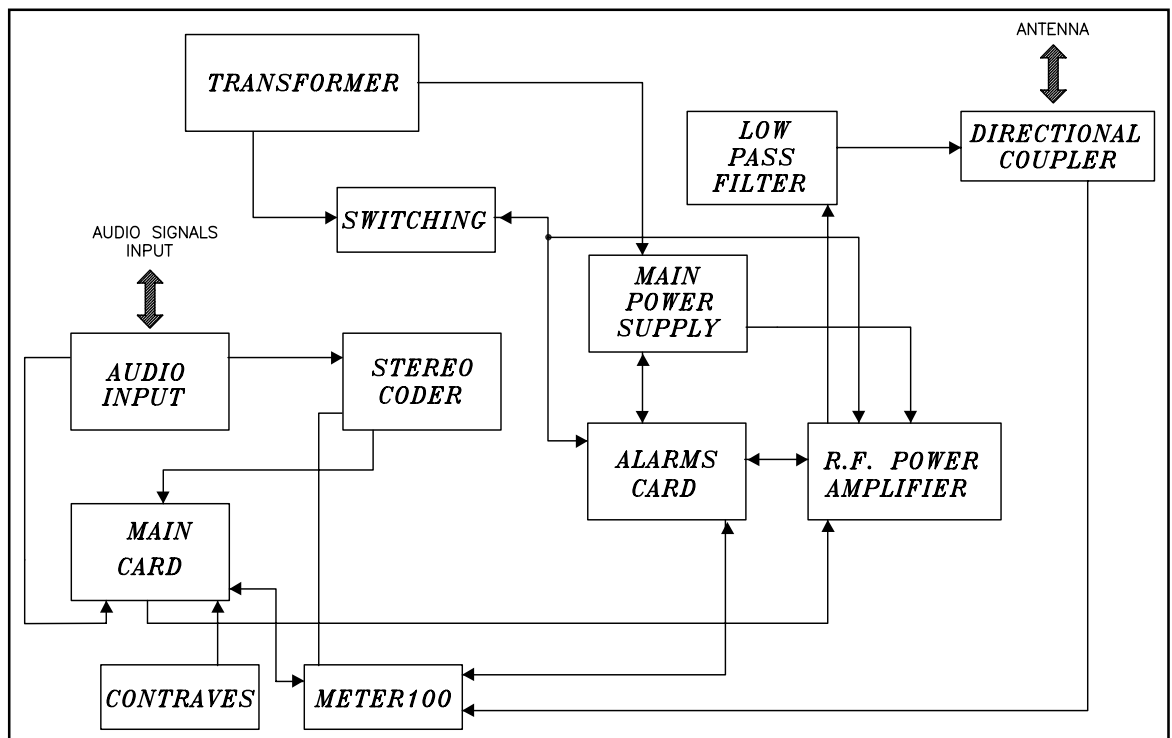 ANTENNA
TRANSFORMER
LOW
PASS
FILTER
DIRECTIONAL
COUPLER
SWITCHING
AUDIO SIGNALS
INPUT
MAIN
POWER
SUPPLY
AUDIO
INPUT
STEREO
CODER
ALARMS
CARD
R.F. POWER
AMPLIFIER
MAIN
CARD
CONTRAVES
METER100